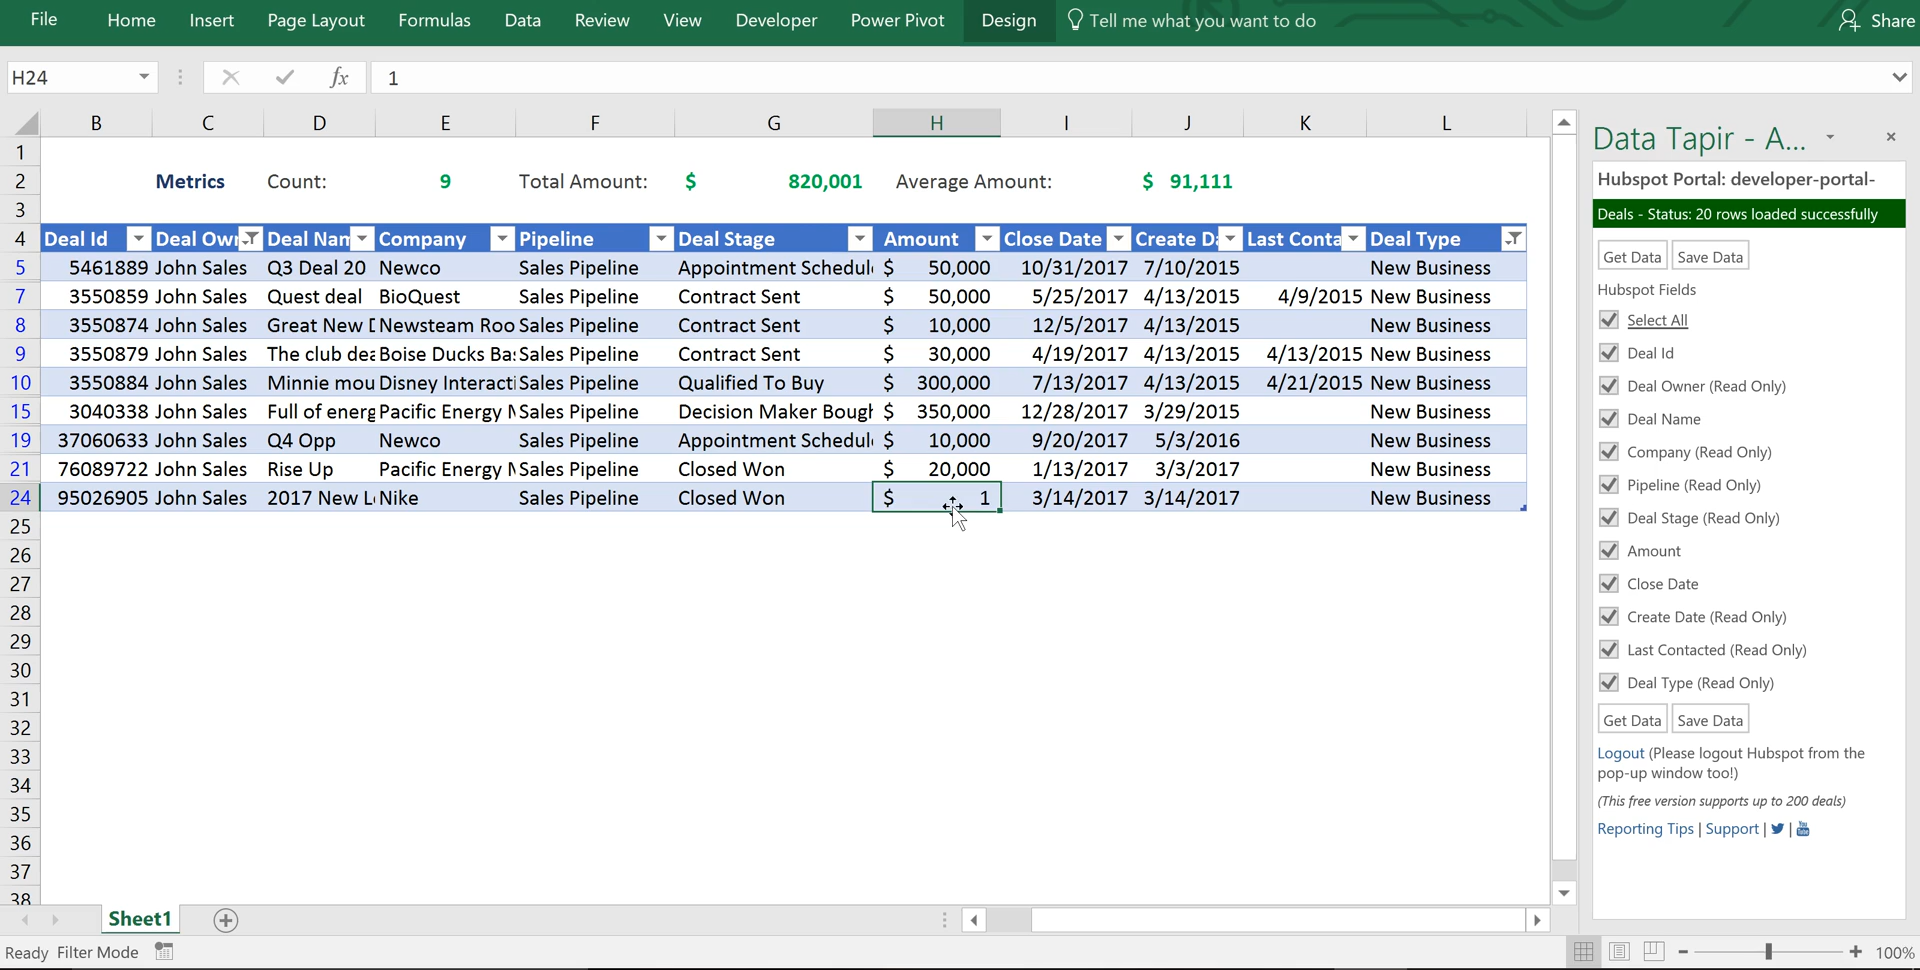 File Home Insert Page Layout Formulas Data Review View Developer Power Pivot Design Tell me what you want to do Share
H24 fx 1
B C D E F G H I J K L
1
2 Metrics Count: 9 Total Amount: $ 820,001 Average Amount: $ 91,111
3
4 Deal Id Deal Own Deal Nam Company Pipeline Deal Stage Amount Close Date Create Da Last Conta Deal Type
5 5461889 John Sales Q3 Deal 20 Newco Sales Pipeline Appointment Schedul $ 50,000 10/31/2017 7/10/2015 New Business
7 3550859 John Sales Quest deal BioQuest Sales Pipeline Contract Sent $ 50,000 5/25/2017 4/13/2015 4/9/2015 New Business
8 3550874 John Sales Great New D Newsteam Roo Sales Pipeline Contract Sent $ 10,000 12/5/2017 4/13/2015 New Business
9 3550879 John Sales The club dea Boise Ducks Ba Sales Pipeline Contract Sent $ 30,000 4/19/2017 4/13/2015 4/13/2015 New Business
10 3550884 John Sales Minnie mou Disney Interacti Sales Pipeline Qualified To Buy $ 300,000 7/13/2017 4/13/2015 4/21/2015 New Business
15 3040338 John Sales Full of energ Pacific Energy N Sales Pipeline Decision Maker Bough $ 350,000 12/28/2017 3/29/2015 New Business
19 37060633 John Sales Q4 Opp Newco Sales Pipeline Appointment Schedul $ 10,000 9/20/2017 5/3/2016 New Business
21 76089722 John Sales Rise Up Pacific Energy N Sales Pipeline Closed Won $ 20,000 1/13/2017 3/3/2017 New Business
24 95026905 John Sales 2017 New L Nike Sales Pipeline Closed Won $ 1 3/14/2017 3/14/2017 New Business
25
26
27
28
29
30
31
32
33
34
35
36
37
38
Sheet1
Ready Filter Mode 100%
Data Tapir - A...
Hubspot Portal: developer-portal-
Deals - Status: 20 rows loaded successfully
Get Data Save Data
Hubspot Fields
Select All
Deal Id
Deal Owner (Read Only)
Deal Name
Company (Read Only)
Pipeline (Read Only)
Deal Stage (Read Only)
Amount
Close Date
Create Date (Read Only)
Last Contacted (Read Only)
Deal Type (Read Only)
Get Data Save Data
Logout (Please logout Hubspot from the
pop-up window too!)
(This free version supports up to 200 deals)
Reporting Tips | Support | | You Tube